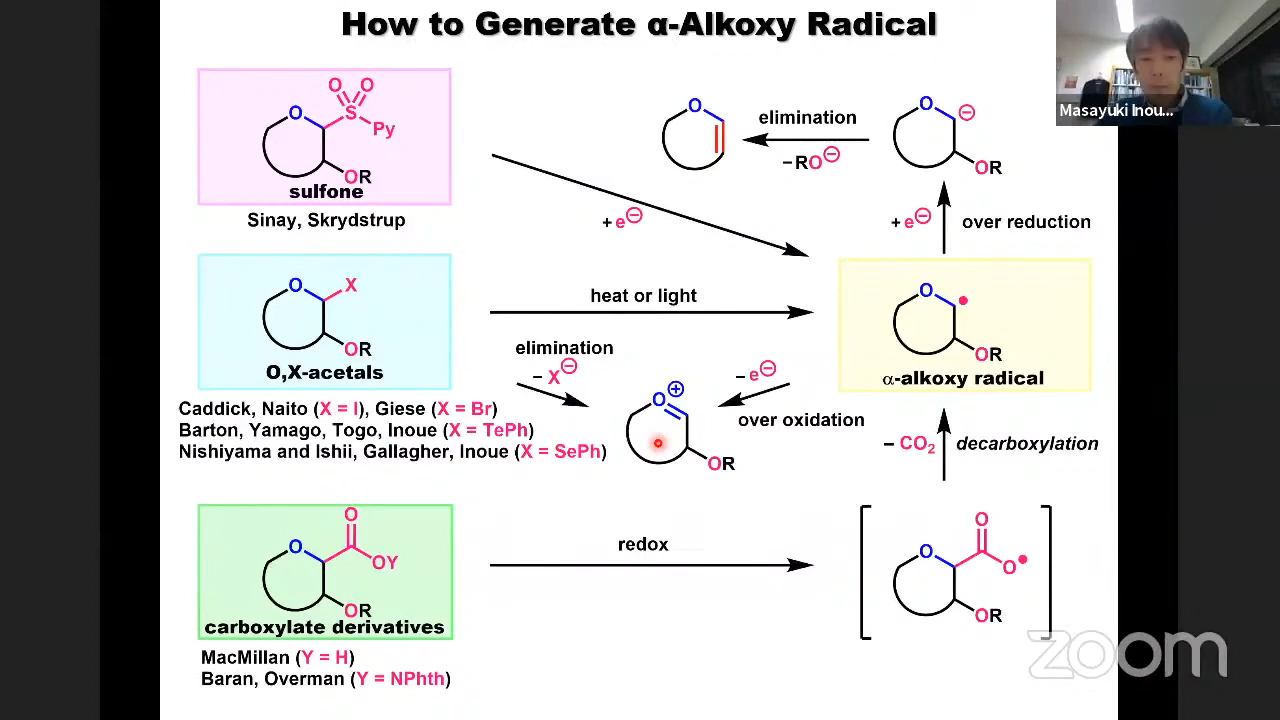 How to Generate α-Alkoxy Radical
Masayuki Inou...
O
O O
S
Py
OR
sulfone
Sinay, Skrydstrup
+ e⊖
O
elimination
– RO⊖
O
⊖
OR
+ e⊖
over reduction
O
X
OR
O,X-acetals
heat or light
O
•
OR
α-alkoxy radical
elimination
– X⊖
– e⊖
over oxidation
O
⊕
OR
Caddick, Naito (X = I), Giese (X = Br)
Barton, Yamago, Togo, Inoue (X = TePh)
Nishiyama and Ishii, Gallagher, Inoue (X = SePh)
– CO2
decarboxylation
O
O
OY
OR
carboxylate derivatives
redox
O
O
O•
OR
MacMillan (Y = H)
Baran, Overman (Y = NPhth)
zoom